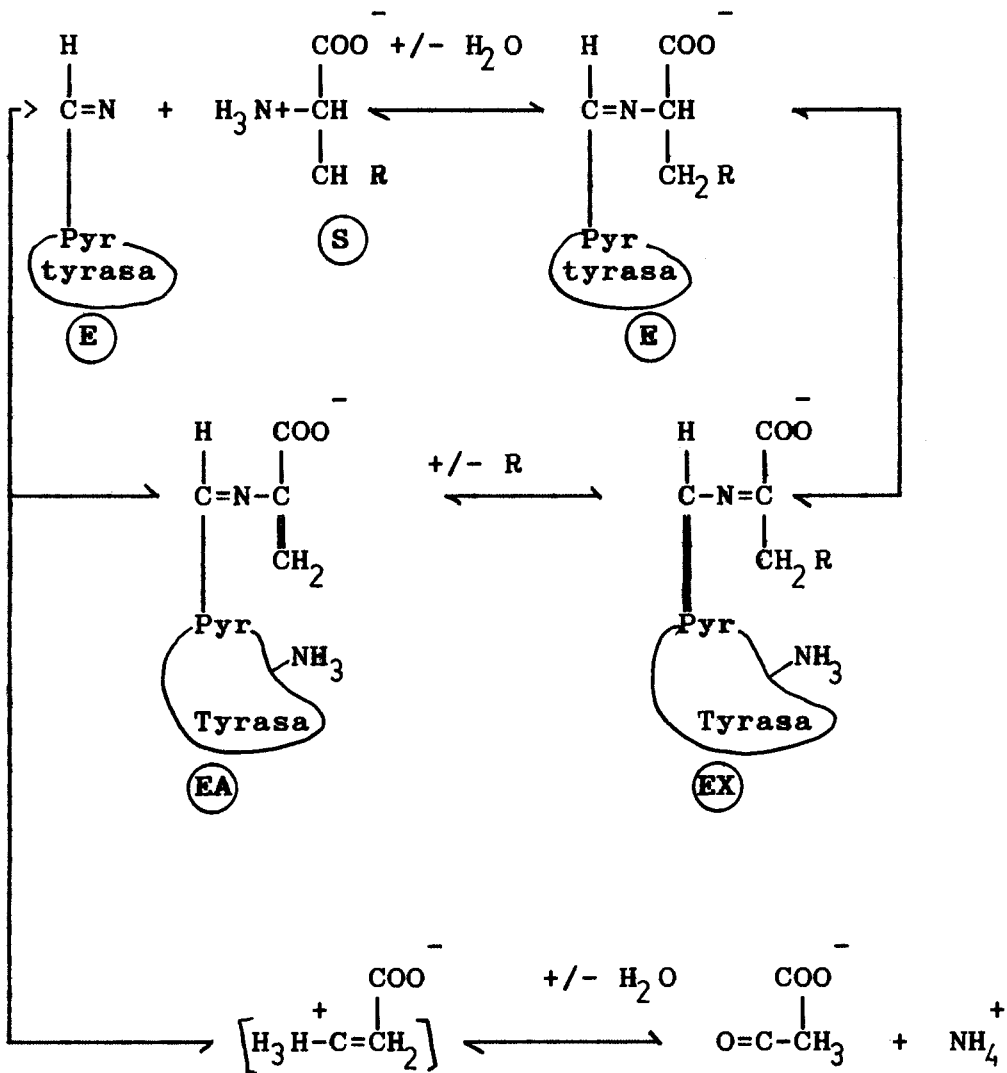 H COO⁻ +/- H₂O H COO⁻
C=N + H₃N+-CH C=N-CH
CH R CH₂R
Pyr S Pyr
tyrasa tyrasa
E E
H COO⁻ H COO⁻
+/- R
C=N-C C-N=C
CH₂ CH₂R
Pyr Pyr
NH₃ NH₃
Tyrasa Tyrasa
EA EX
COO⁻ +/- H₂O COO⁻
[H₃H⁺-C=CH₂] O=C-CH₃ + NH₄⁺